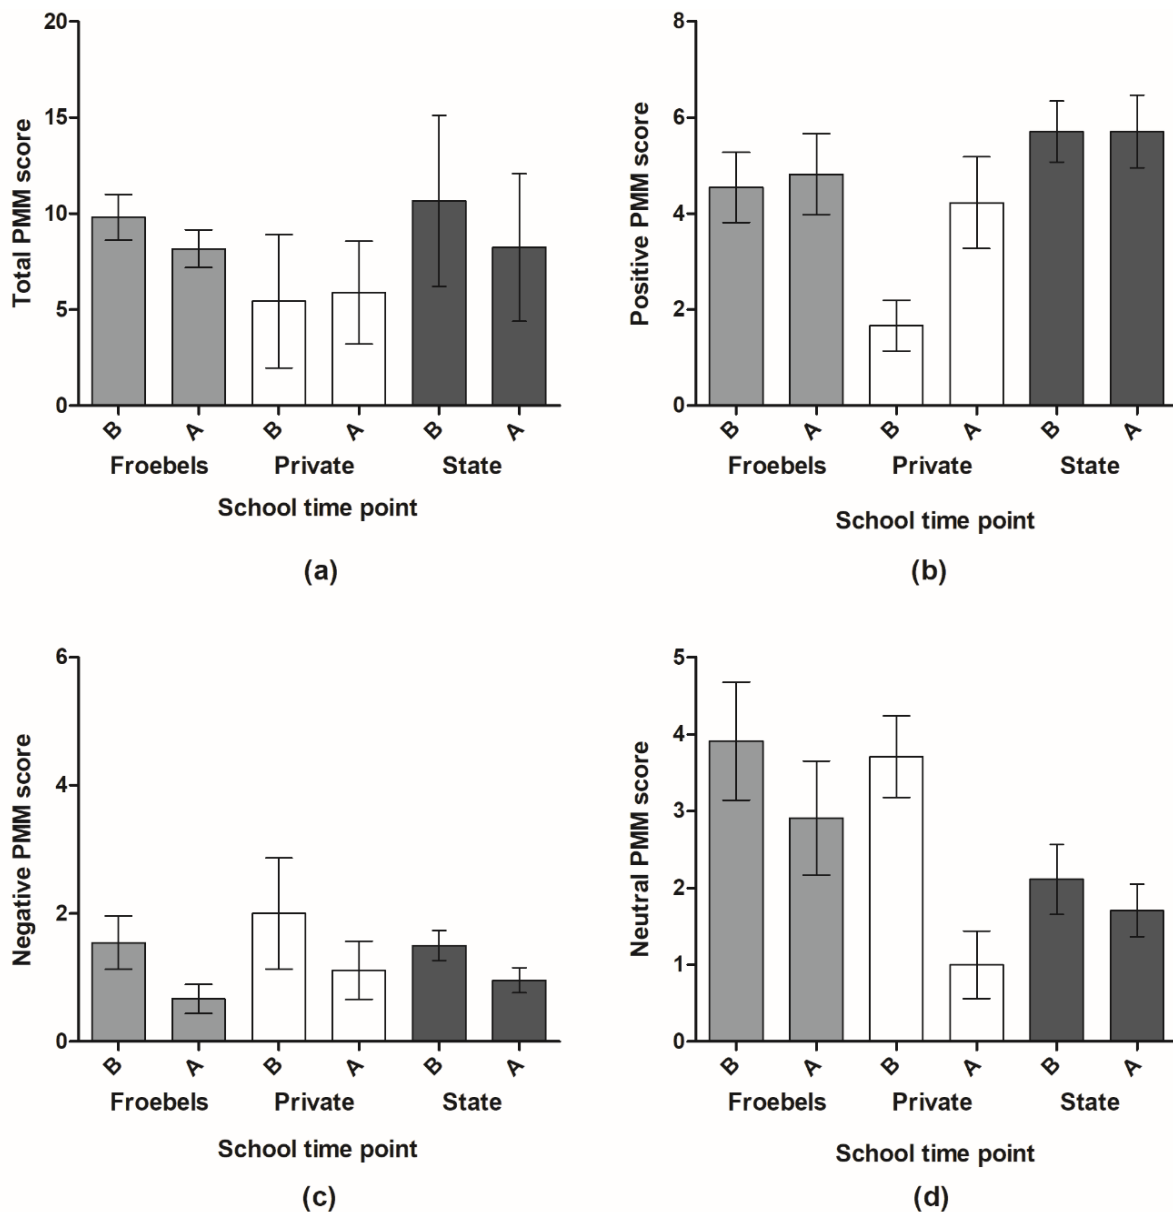 Total PMM score
20
15
10
5
0
B A B A B A
Froebels Private State
School time point
(a)
Positive PMM score
8
6
4
2
0
B A B A B A
Froebels Private State
School time point
(b)
Negative PMM score
6
4
2
0
B A B A B A
Froebels Private State
School time point
(c)
Neutral PMM score
5
4
3
2
1
0
B A B A B A
Froebels Private State
School time point
(d)